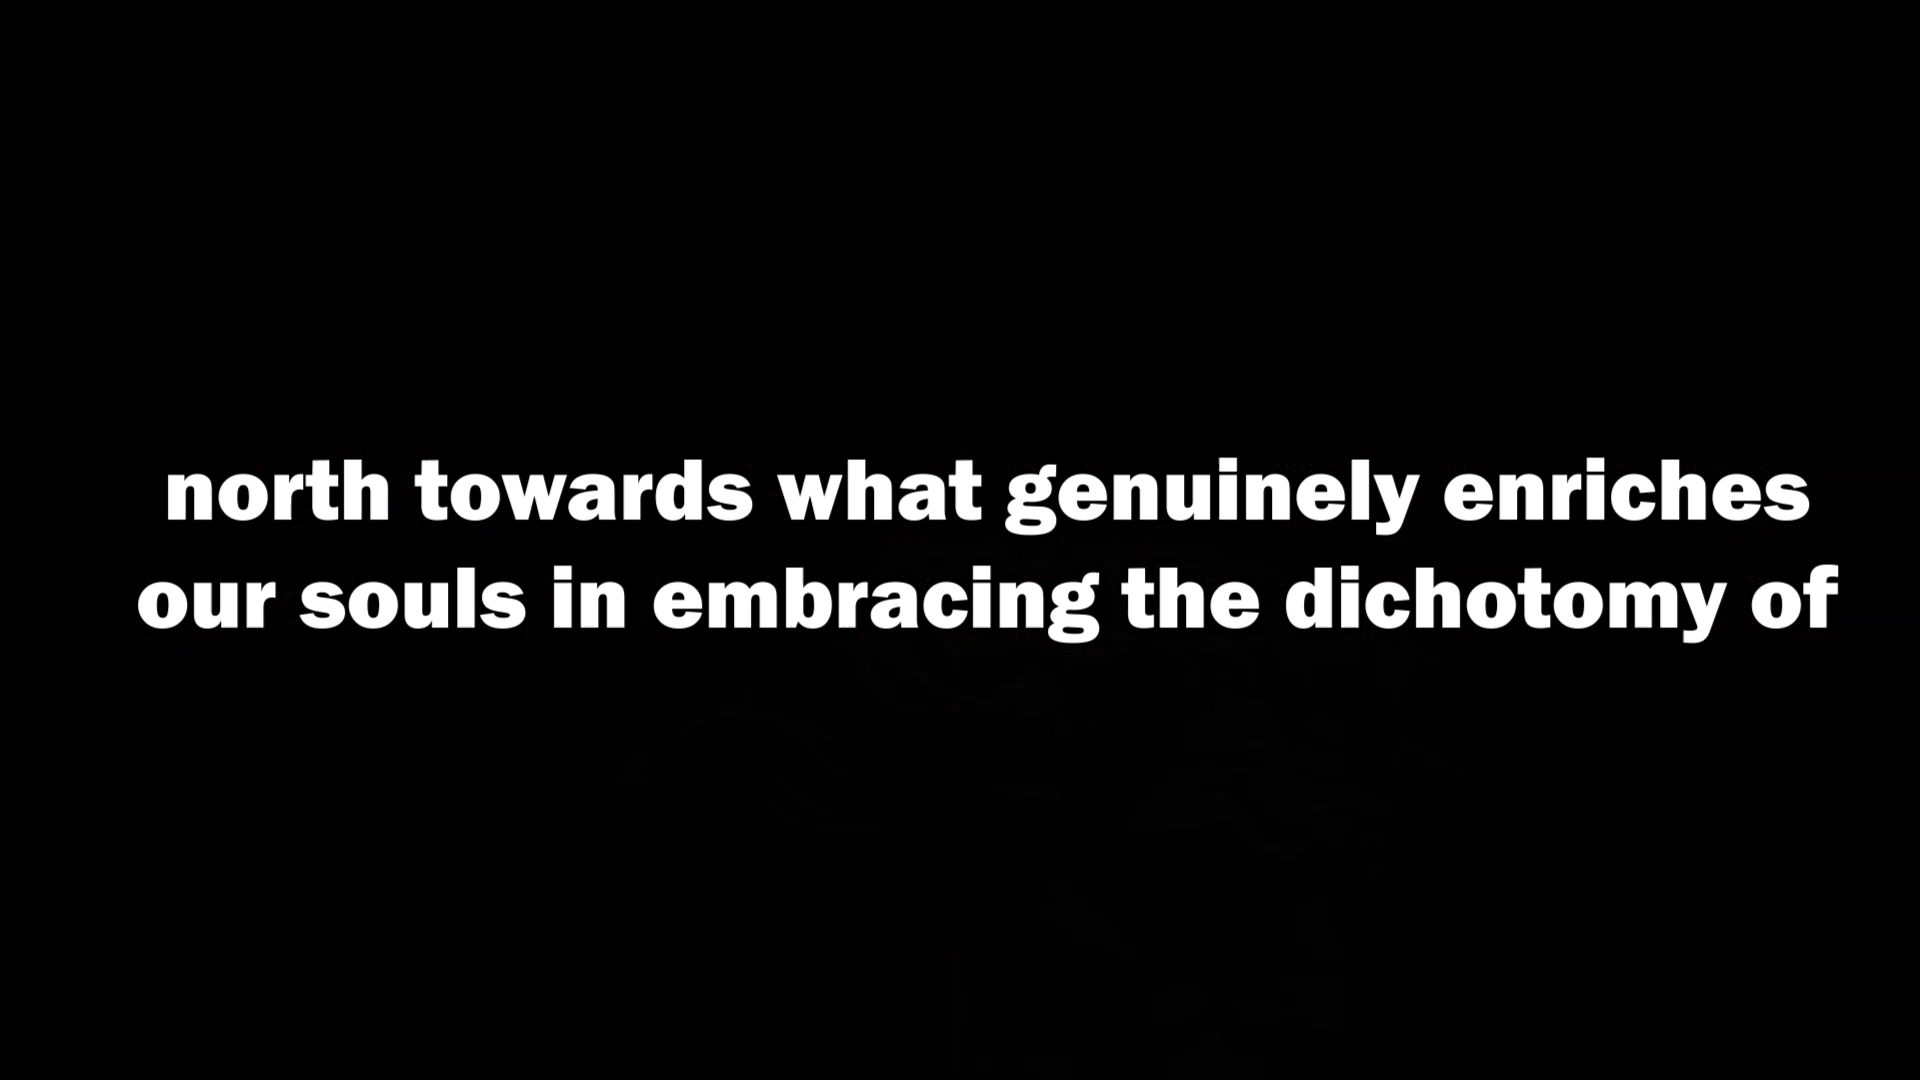 north towards what genuinely enriches
our souls in embracing the dichotomy of